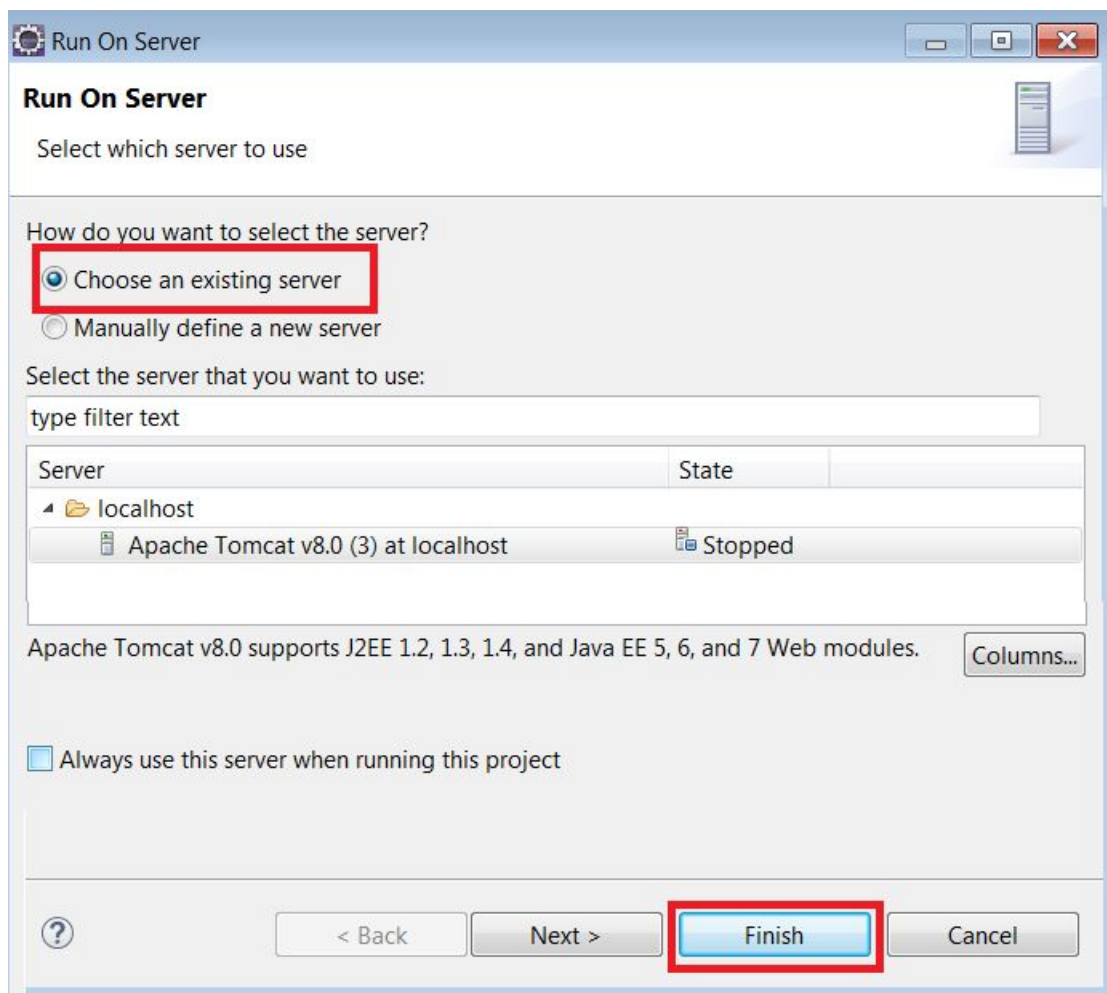 Run On Server
Run On Server
Select which server to use
How do you want to select the server?
Choose an existing server
Manually define a new server
Select the server that you want to use:
type filter text
Server State
localhost
Apache Tomcat v8.0 (3) at localhost Stopped
Apache Tomcat v8.0 supports J2EE 1.2, 1.3, 1.4, and Java EE 5, 6, and 7 Web modules.
Columns...
Always use this server when running this project
? < Back Next > Finish Cancel